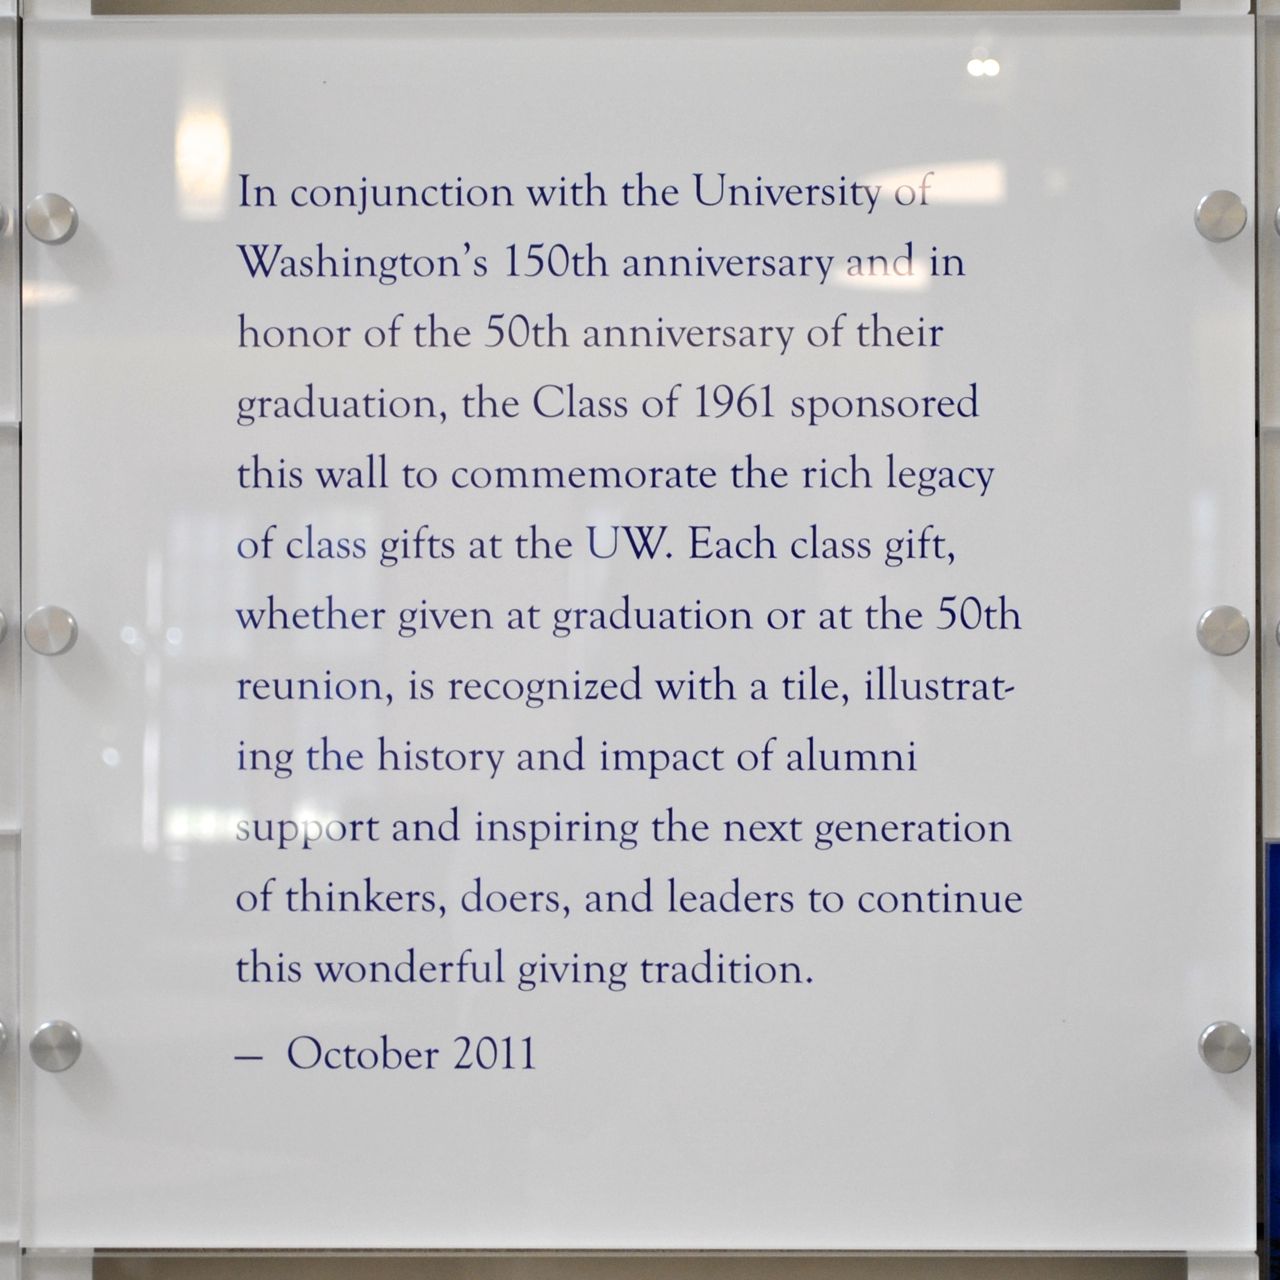 In conjunction with the University of
Washington’s 150th anniversary and in
honor of the 50th anniversary of their
graduation, the Class of 1961 sponsored
this wall to commemorate the rich legacy
of class gifts at the UW. Each class gift,
whether given at graduation or at the 50th
reunion, is recognized with a tile, illustrat-
ing the history and impact of alumni
support and inspiring the next generation
of thinkers, doers, and leaders to continue
this wonderful giving tradition.
— October 2011